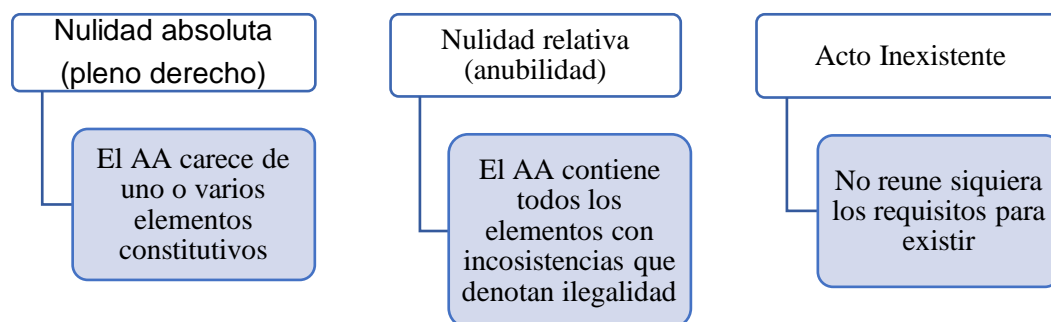 Nulidad absoluta
(pleno derecho)
El AA carece de
uno o varios
elementos
constitutivos
Nulidad relativa
(anubilidad)
El AA contiene
todos los
elementos con
incosistencias que
denotan ilegalidad
Acto Inexistente
No reune siquiera
los requisitos para
existir